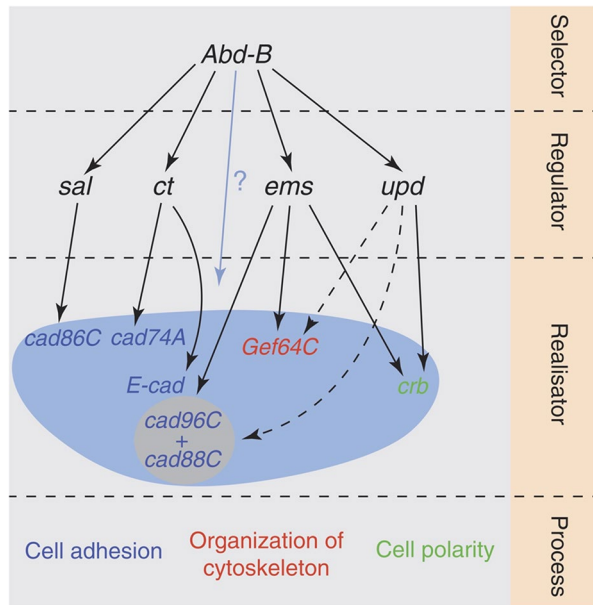 Abd-B
Selector
sal
ct
?
ems
upd
Regulator
cad86C
cad74A
Gef64C
E-cad
crb
cad96C
+
cad88C
Realisator
Cell adhesion
Organization of
cytoskeleton
Cell polarity
Process